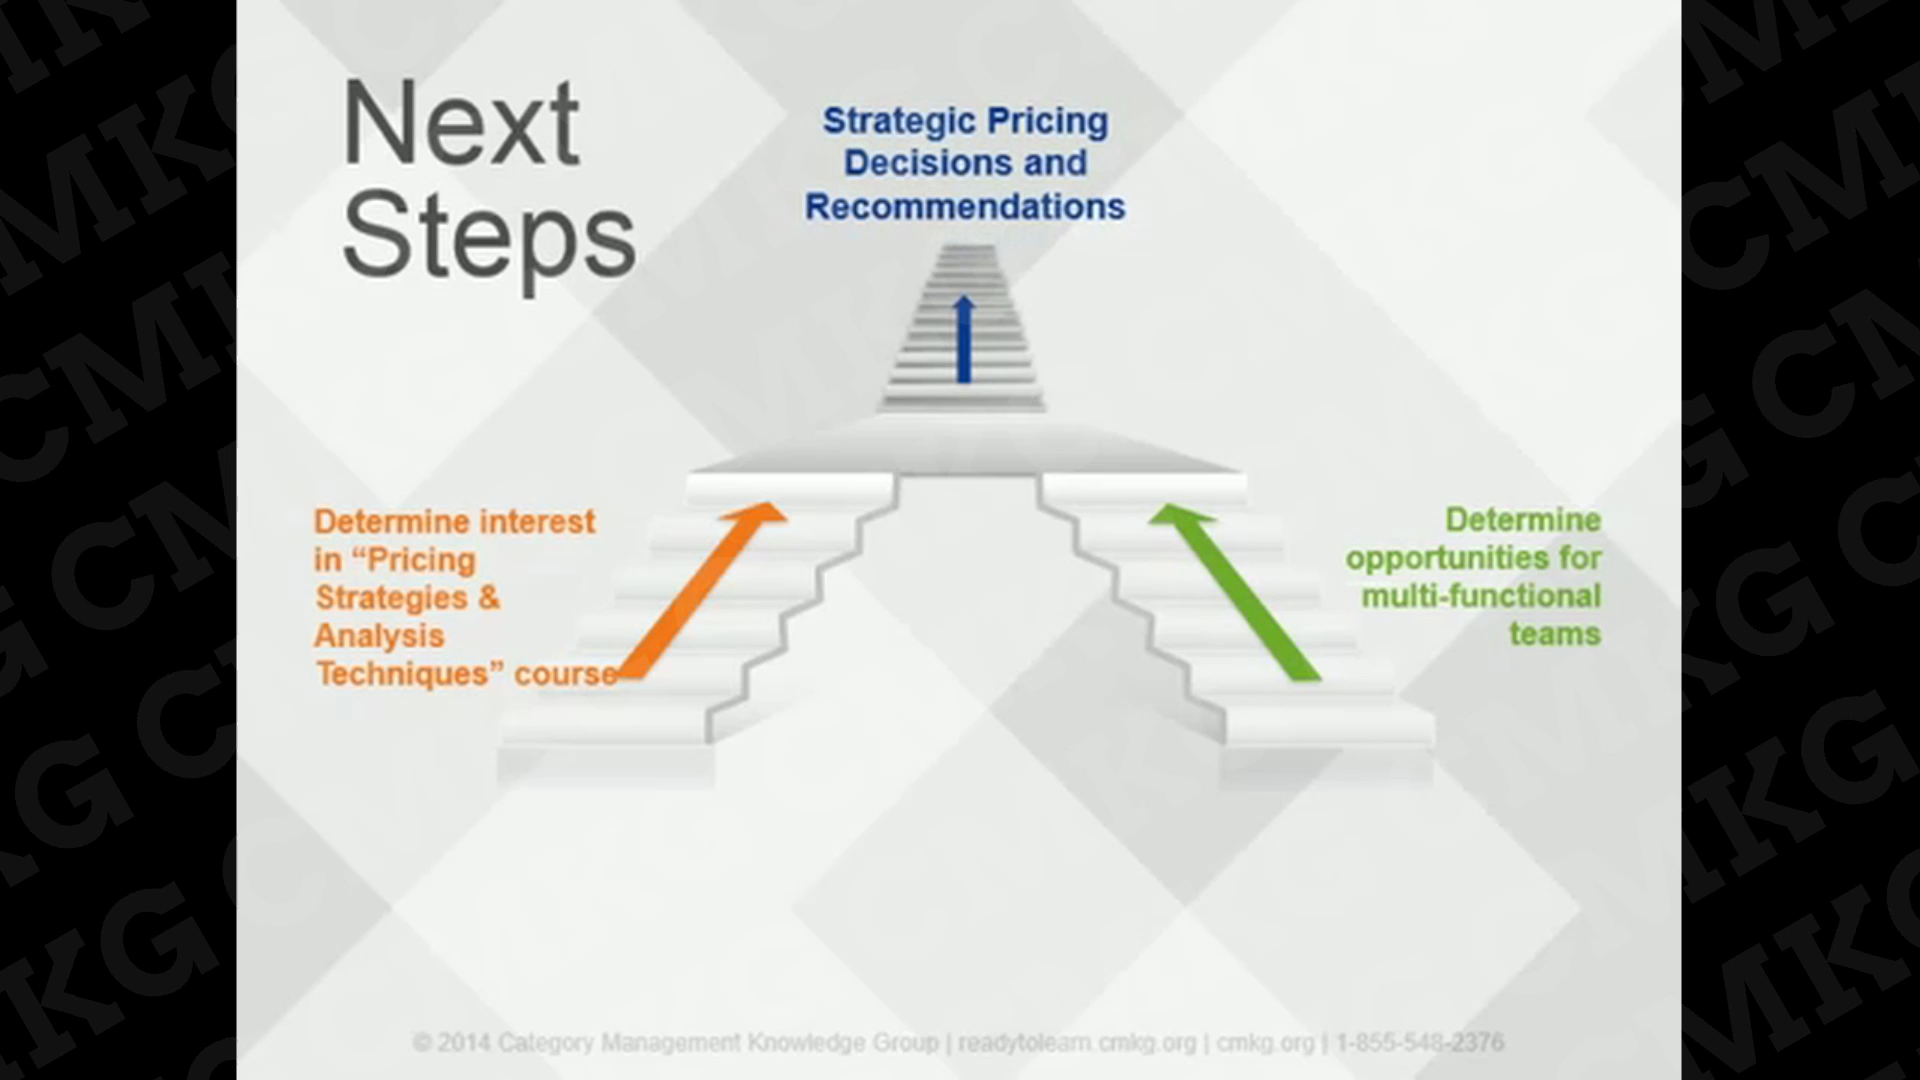 Next
Steps
Strategic Pricing
Decisions and
Recommendations
Determine interest
in “Pricing
Strategies &
Analysis
Techniques” course
Determine
opportunities for
multi-functional
teams
© 2014 Category Management Knowledge Group | readytolearn.cmkg.org | cmkg.org | 1-855-548-2376
CMKG